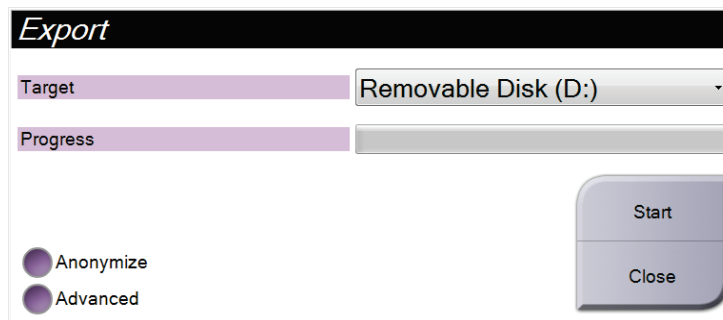 Export
Target
Removable Disk (D:)
Progress
Start
Close
Anonymize
Advanced